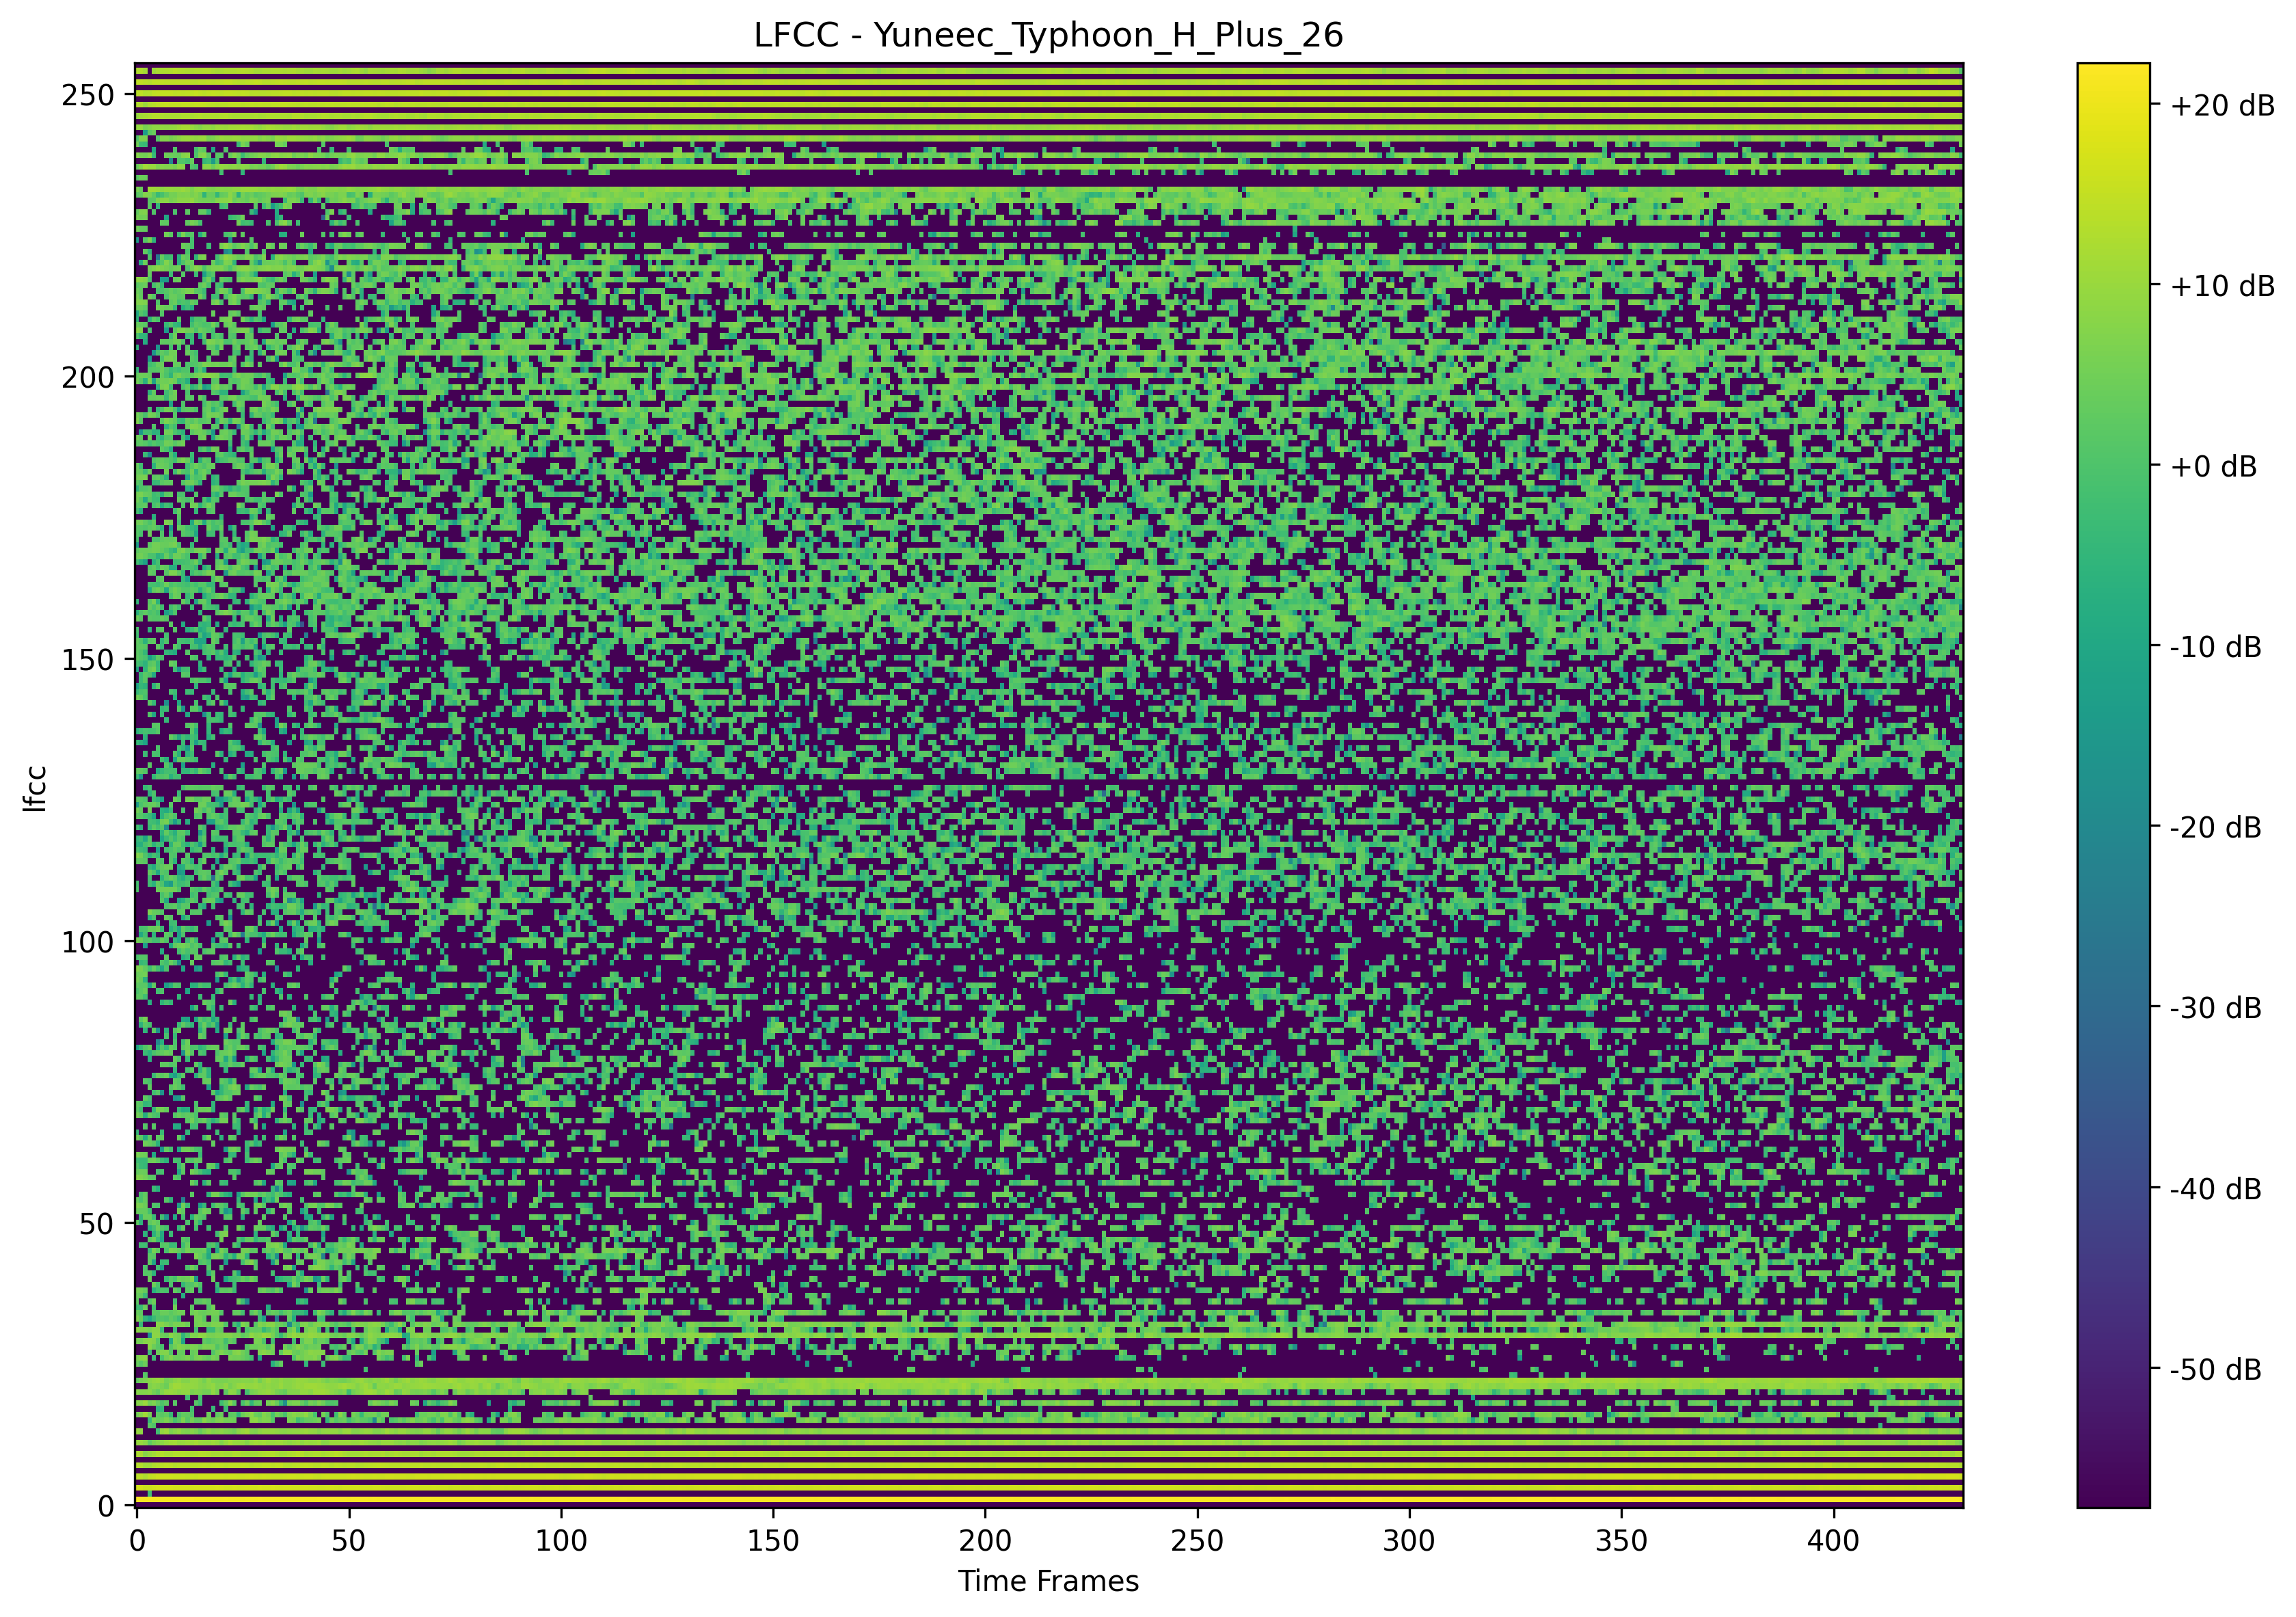 LFCC - Yuneec_Typhoon_H_Plus_26
250
200
150
100
50
0
lfcc
0 50 100 150 200 250 300 350 400
Time Frames
+20 dB
+10 dB
+0 dB
-10 dB
-20 dB
-30 dB
-40 dB
-50 dB